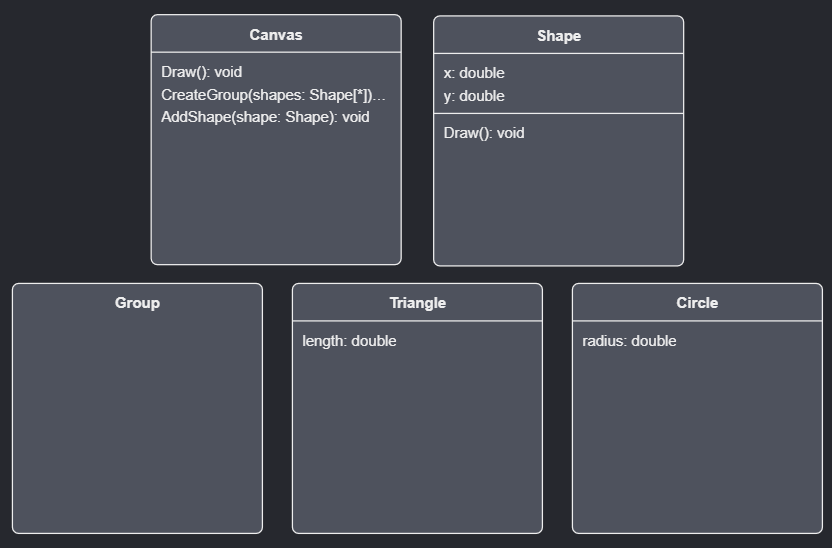 Canvas
Draw(): void
CreateGroup(shapes: Shape[*])...
AddShape(shape: Shape): void
Shape
x: double
y: double
Draw(): void
Group
Triangle
length: double
Circle
radius: double